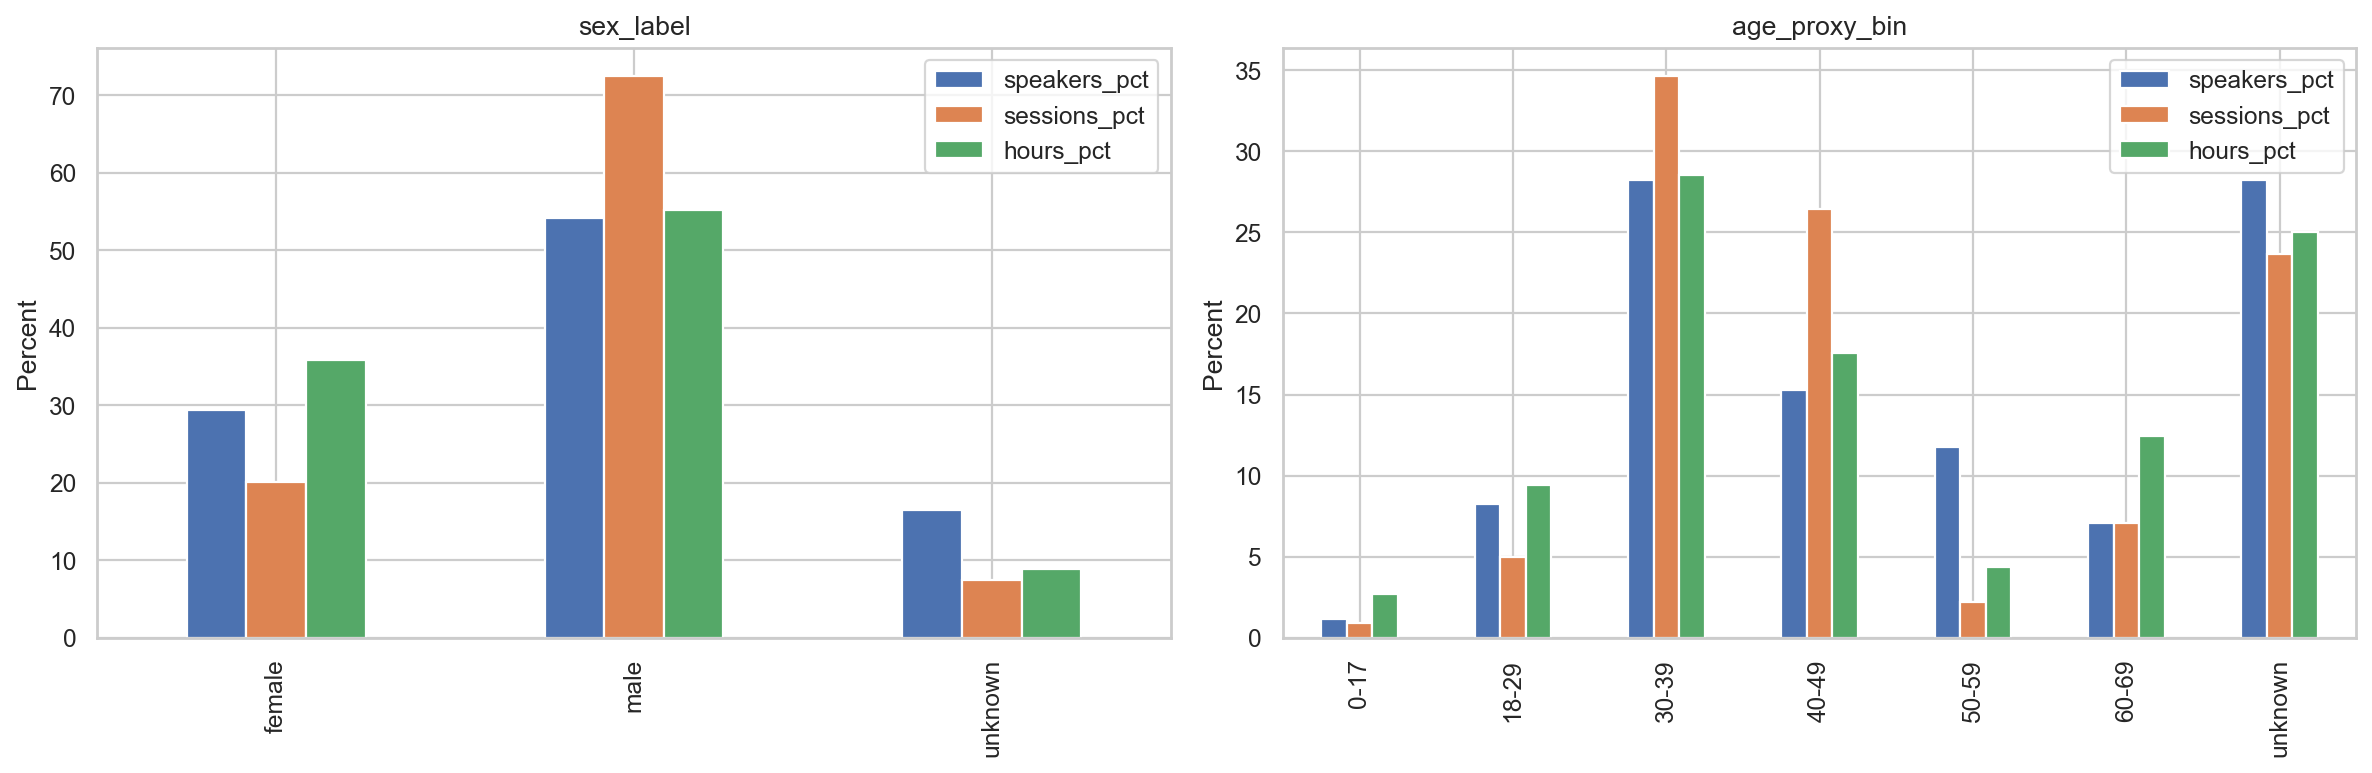 sex_label
speakers_pct
sessions_pct
hours_pct
Percent
70
60
50
40
30
20
10
0
female
male
unknown
age_proxy_bin
speakers_pct
sessions_pct
hours_pct
Percent
35
30
25
20
15
10
5
0
0-17
18-29
30-39
40-49
50-59
60-69
unknown